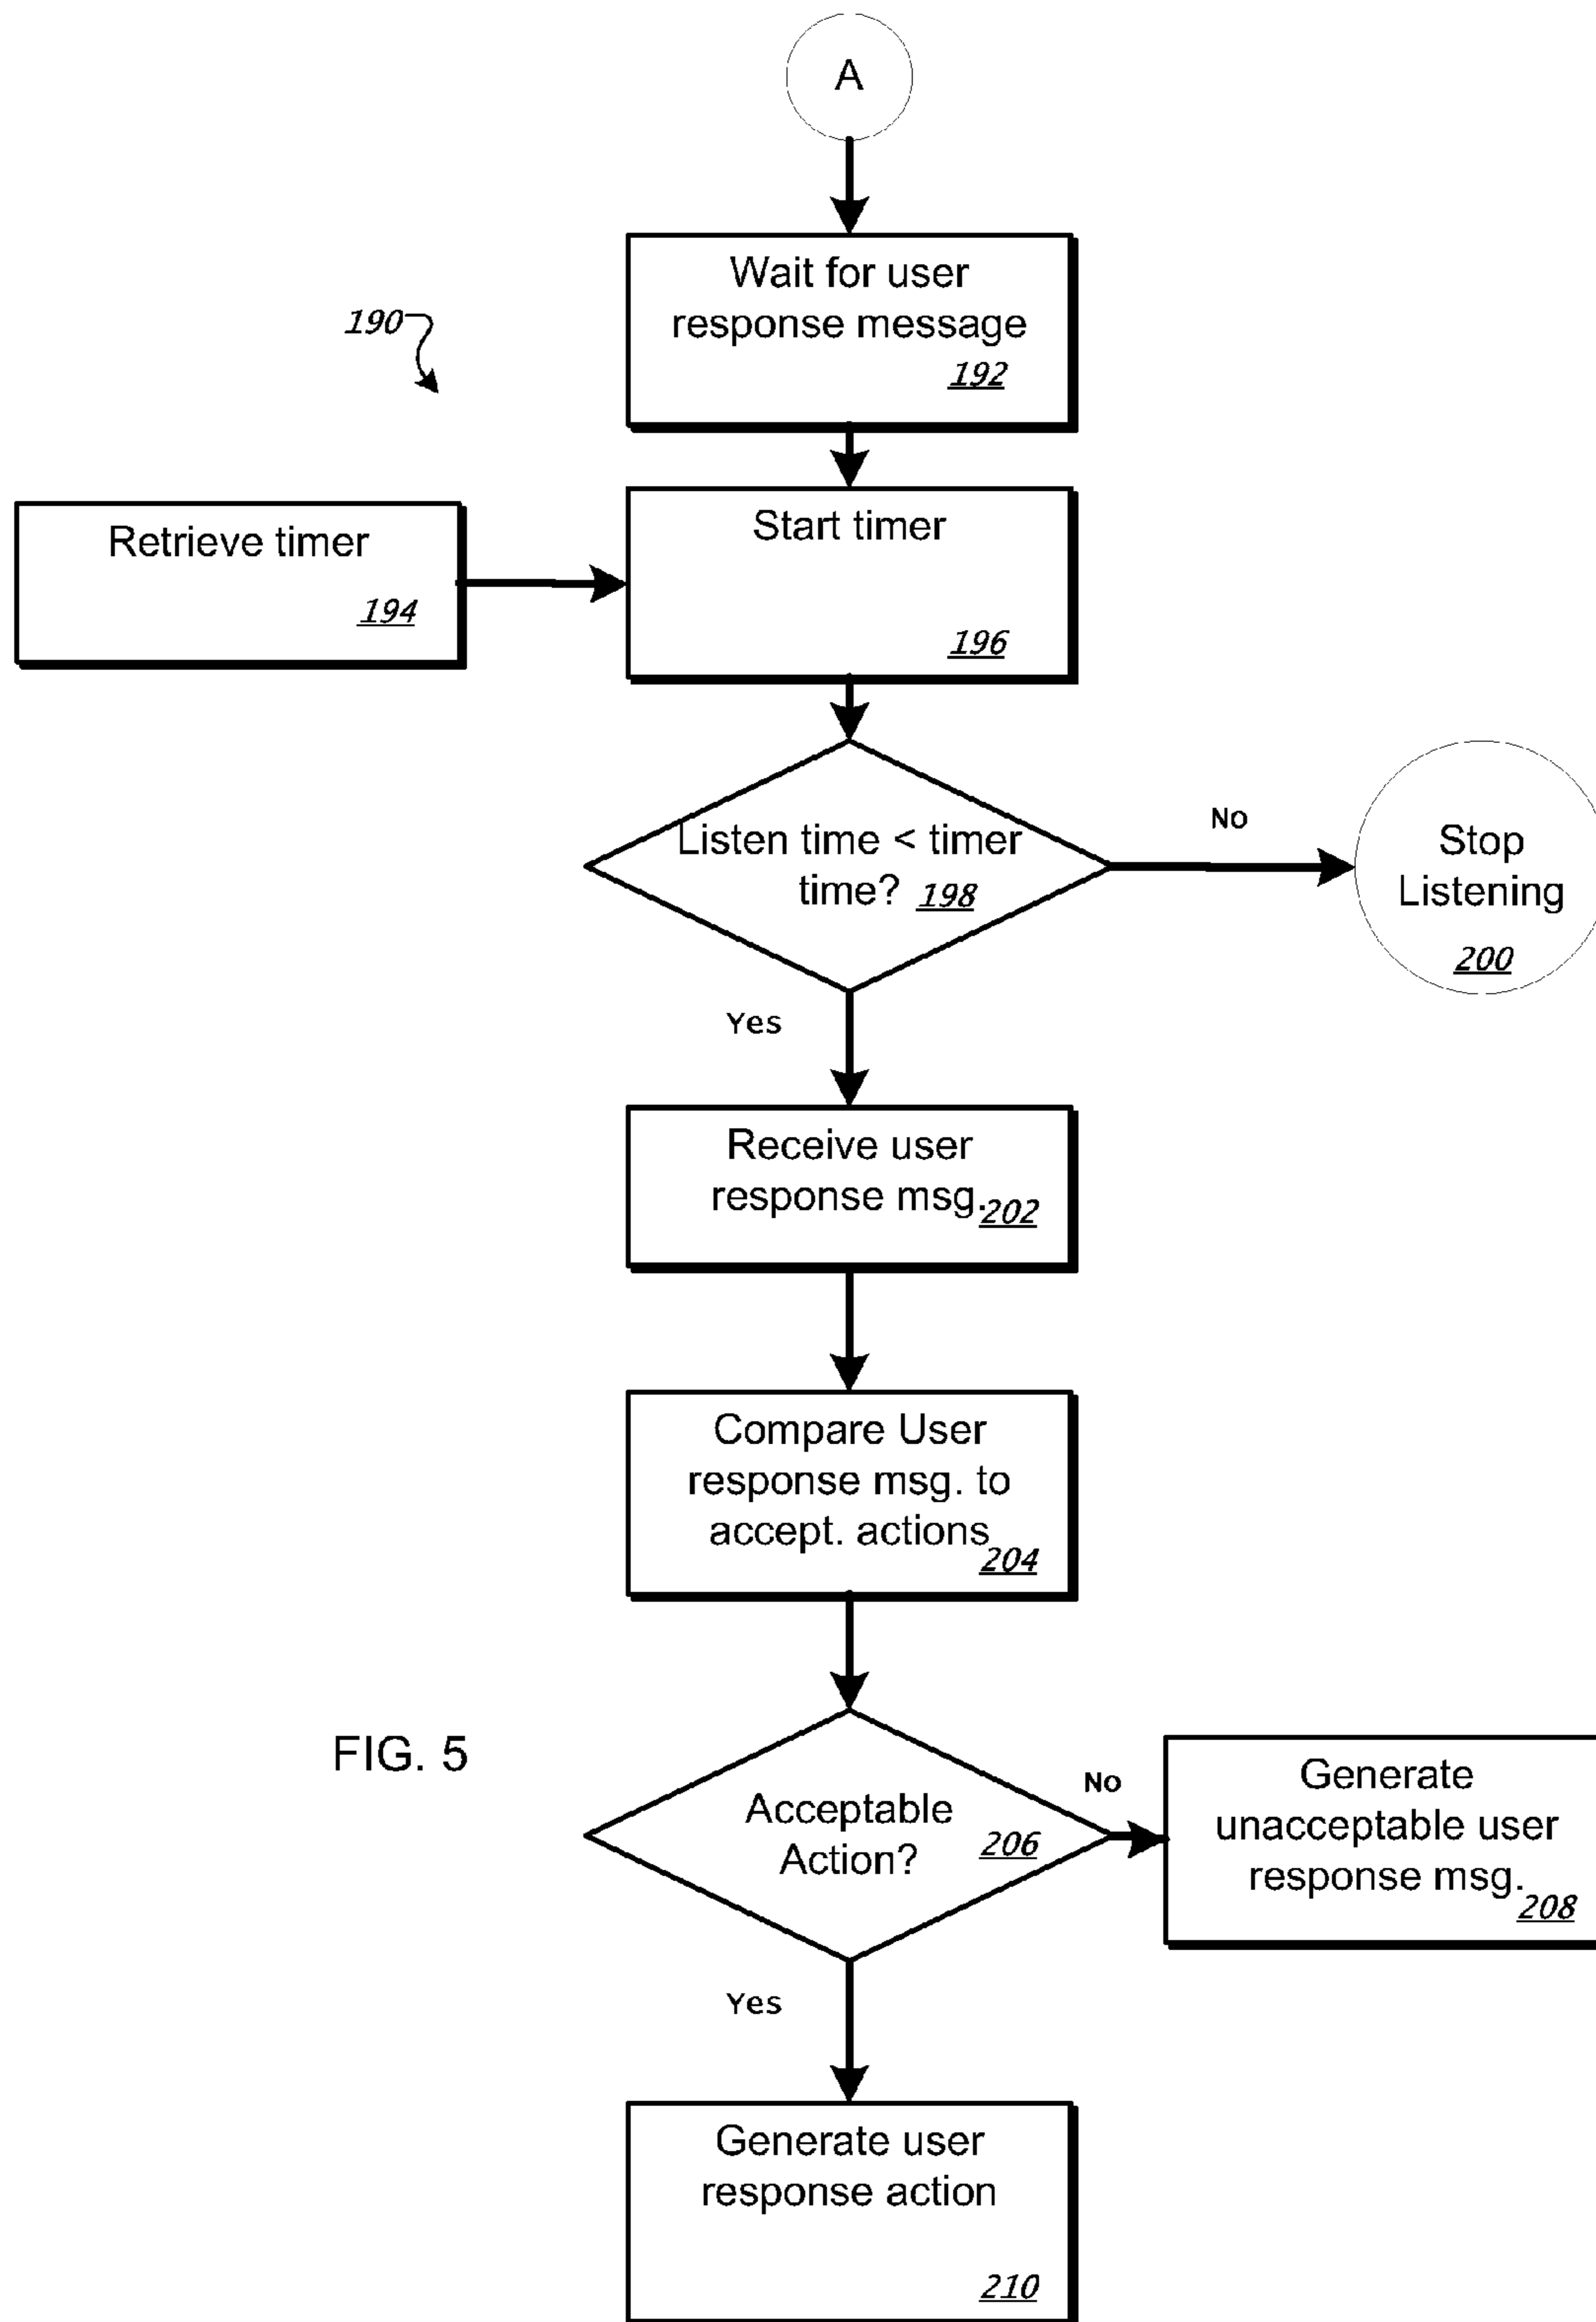 A
Wait for user
response message
192
190
Retrieve timer
194
Start timer
196
Listen time < timer
time? 198
No
Stop
Listening
200
Yes
Receive user
response msg. 202
Compare User
response msg. to
accept. actions
204
FIG. 5
Acceptable
Action?
206
No
Generate
unacceptable user
response msg.
208
Yes
Generate user
response action
210